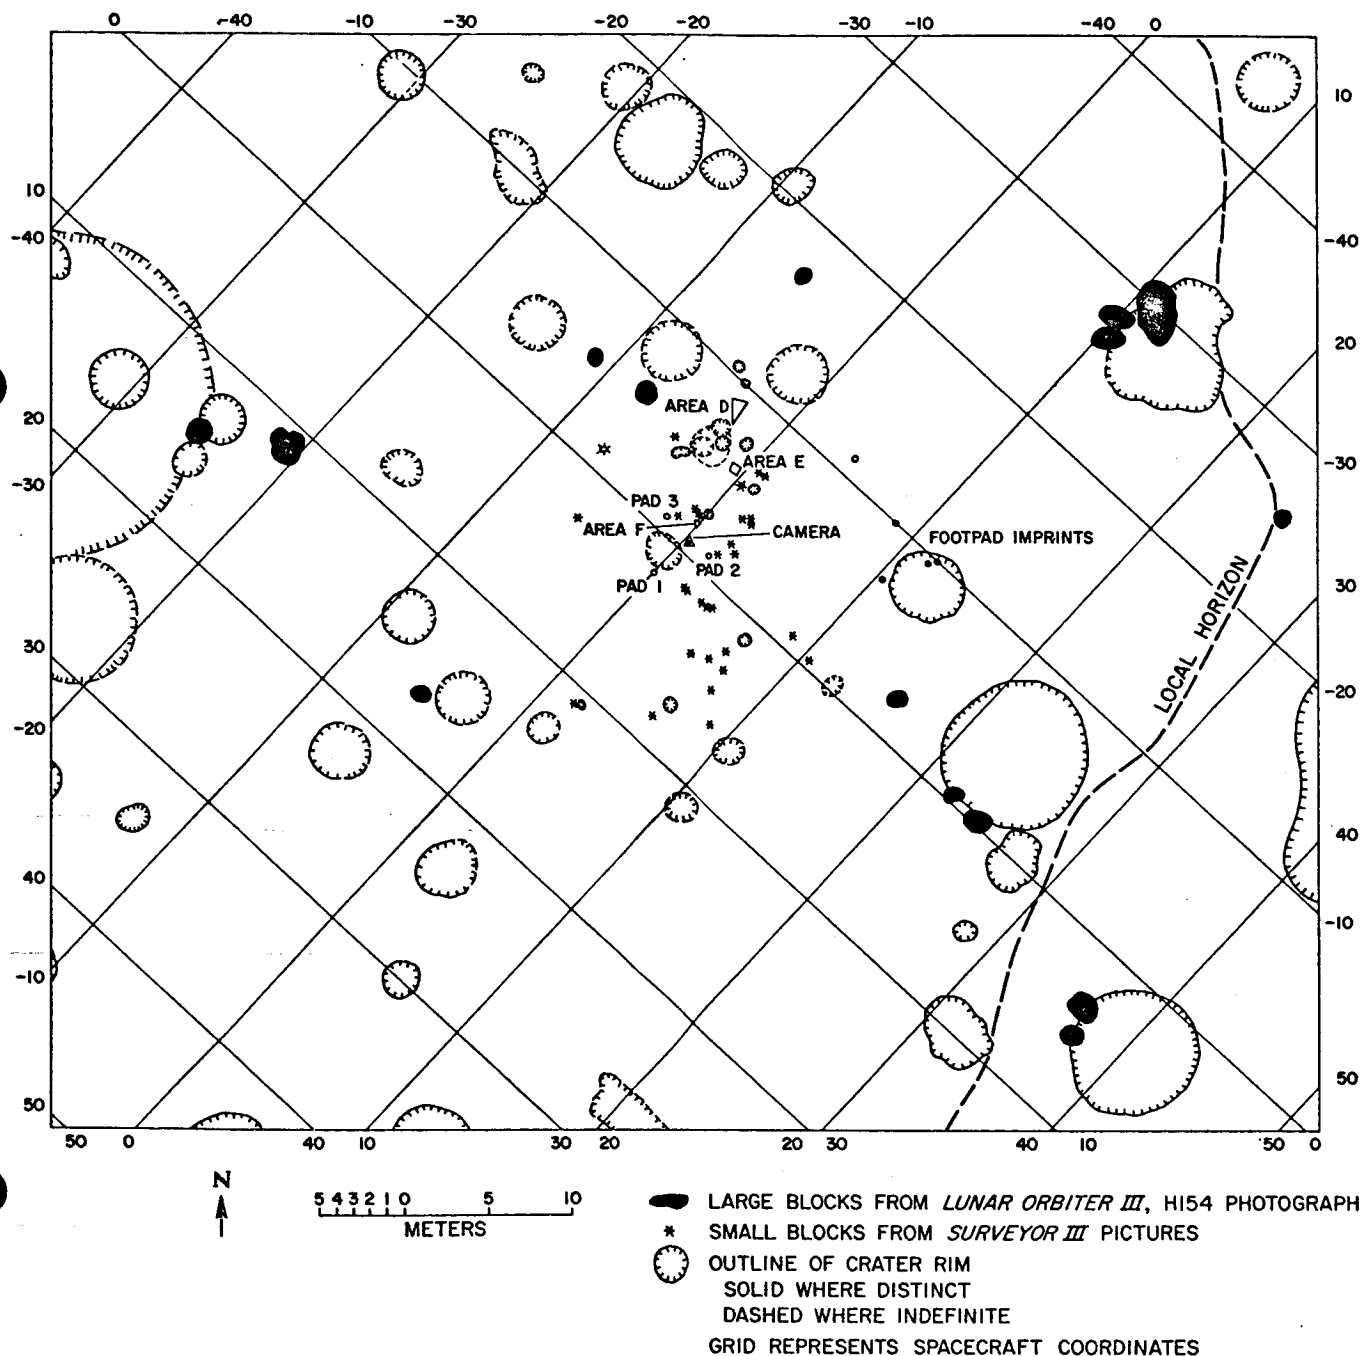 0 -40 -10 -30 -20 -20 -30 -10 -40 0
10
10
-40
-40
20
AREA D
20
AREA E
-30
-30
PAD 3
AREA F
CAMERA
FOOTPAD IMPRINTS
PAD 2
PAD 1
30
LOCAL HORIZON
30
-20
-20
40
40
-10
-10
50
50
50 0 40 10 30 20 20 30 40 10 50 0
N
5 4 3 2 1 0 5 10
METERS
LARGE BLOCKS FROM LUNAR ORBITER III, H154 PHOTOGRAPH
SMALL BLOCKS FROM SURVEYOR III PICTURES
OUTLINE OF CRATER RIM
SOLID WHERE DISTINCT
DASHED WHERE INDEFINITE
GRID REPRESENTS SPACECRAFT COORDINATES